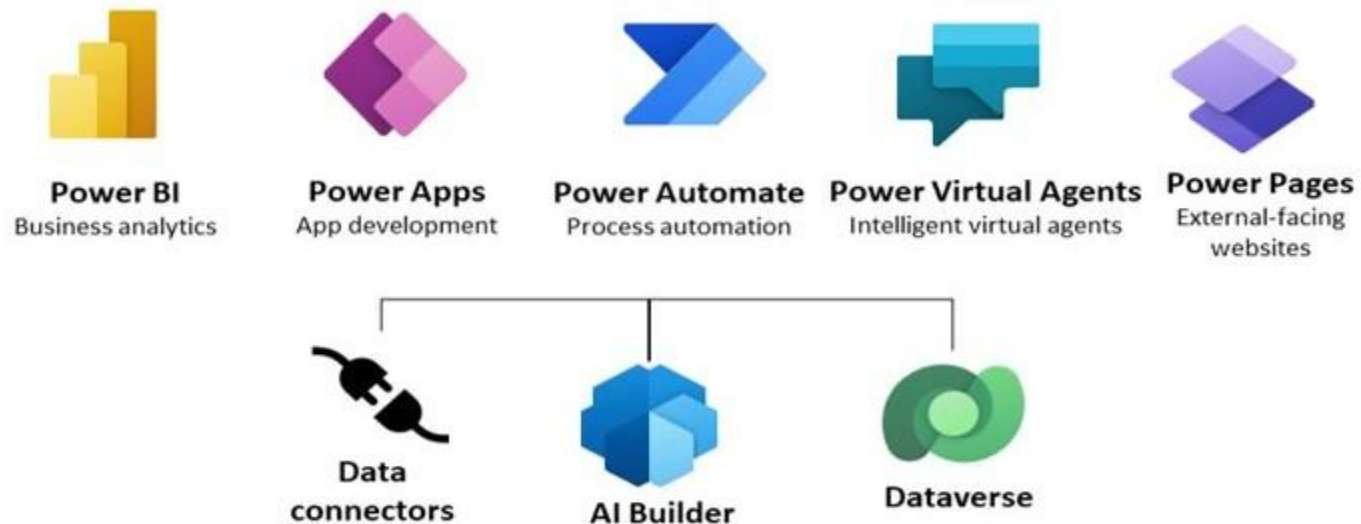 Power BI
Business analytics
Power Apps
App development
Power Automate
Process automation
Power Virtual Agents
Intelligent virtual agents
Power Pages
External-facing
websites
Data
connectors
AI Builder
Dataverse